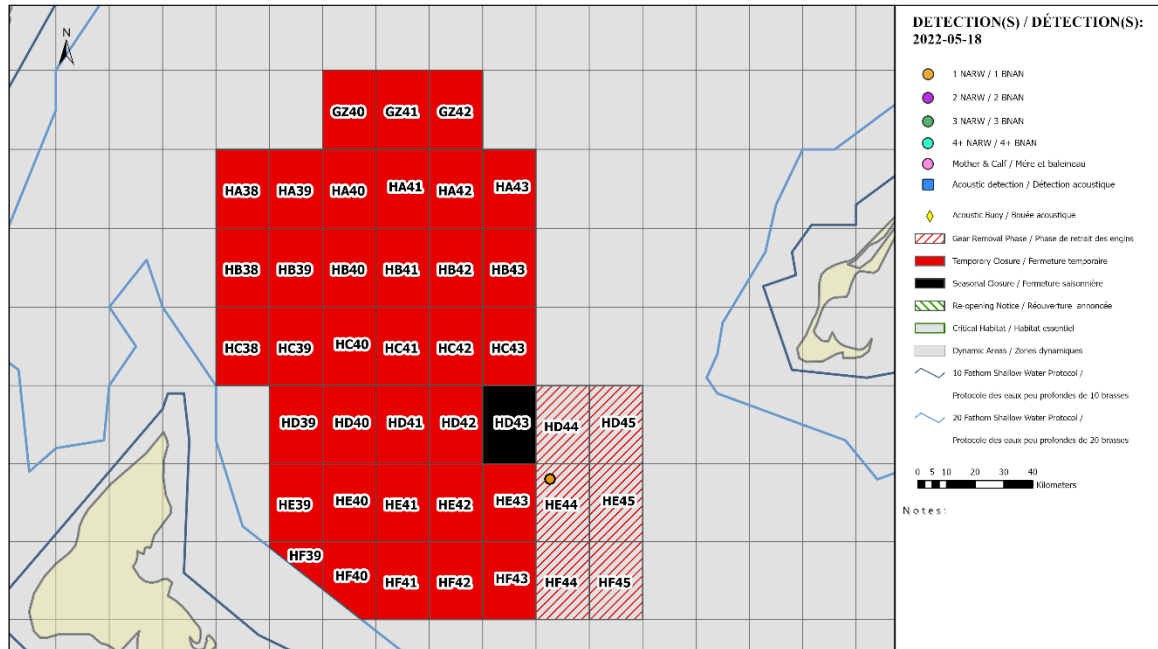 N
GZ40 GZ41 GZ42
HA38 HA39 HA40 HA41 HA42 HA43
HB38 HB39 HB40 HB41 HB42 HB43
HC38 HC39 HC40 HC41 HC42 HC43
HD39 HD40 HD41 HD42 HD43 HD44 HD45
HE39 HE40 HE41 HE42 HE43 HE44 HE45
HF39 HF40 HF41 HF42 HF43 HF44 HF45
DETECTION(S) / DÉTECTION(S):
2022-05-18
1 NARW / 1 BNAN
2 NARW / 2 BNAN
3 NARW / 3 BNAN
4+ NARW / 4+ BNAN
Mother & Calf / Mère et baleineau
Acoustic detection / Détection acoustique
Acoustic Buoy / Bouée acoustique
Gear Removal Phase / Phase de retrait des engins
Temporary Closure / Fermeture temporaire
Seasonal Closure / Fermeture saisonnière
Re-opening Notice / Réouverture annoncée
Critical Habitat / Habitat essentiel
Dynamic Areas / Zones dynamiques
10 Fathom Shallow Water Protocol /
Protocole des eaux peu profondes de 10 brasses
20 Fathom Shallow Water Protocol /
Protocole des eaux peu profondes de 20 brasses
0 5 10 20 30 40
Kilometers
Notes: